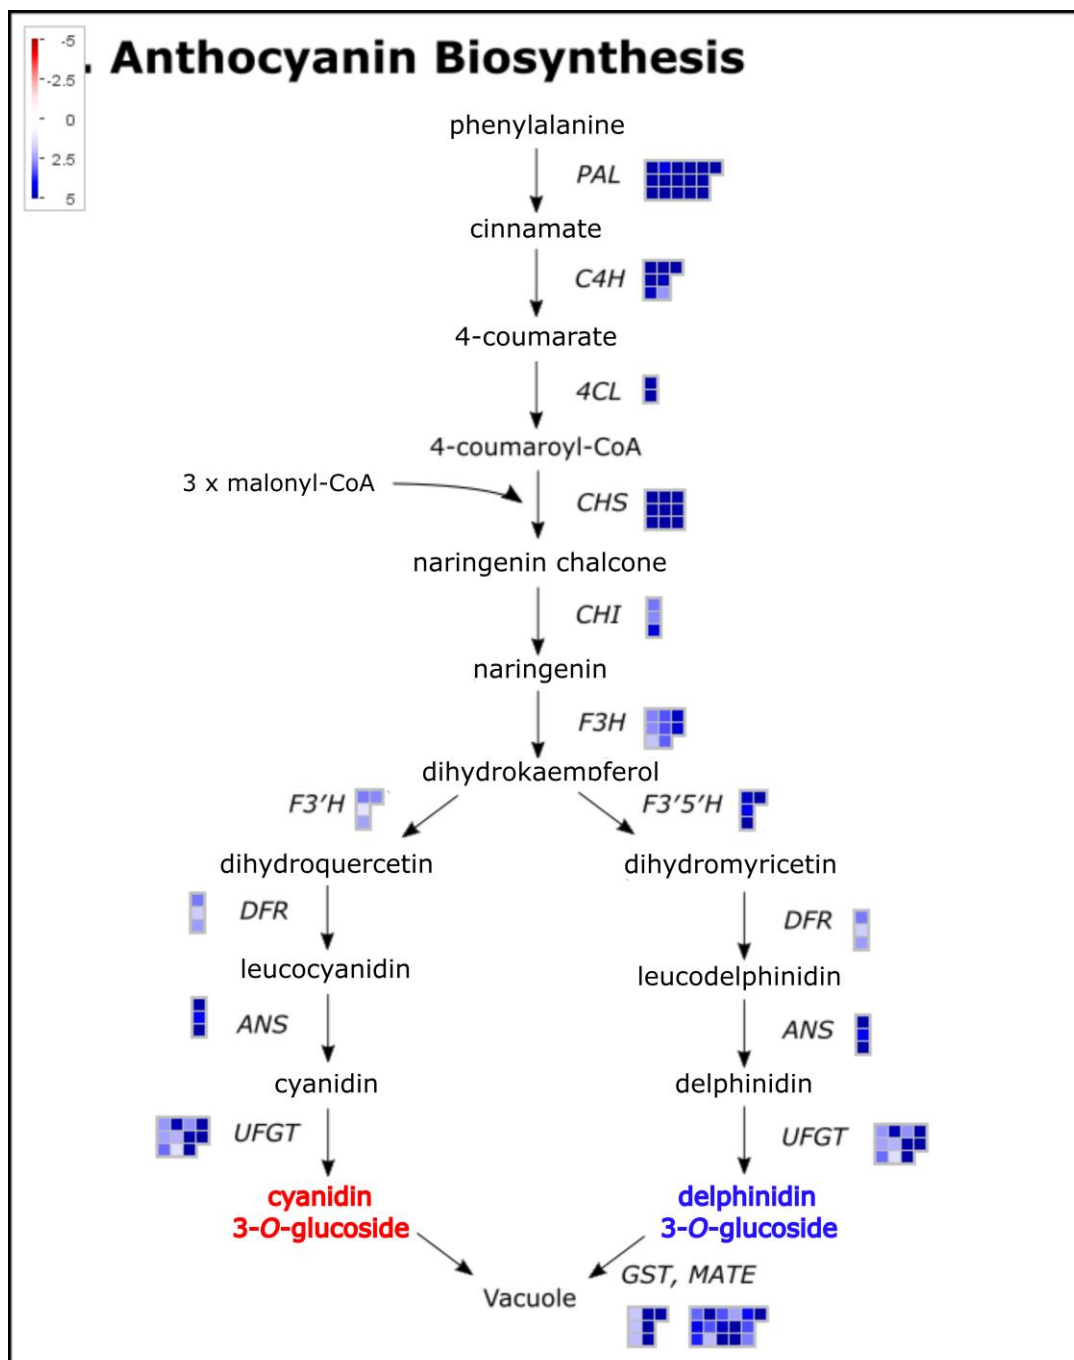 -5
-2.5
0
2.5
5
. Anthocyanin Biosynthesis
phenylalanine
PAL
cinnamate
C4H
4-coumarate
4CL
4-coumaroyl-CoA
3 x malonyl-CoA
CHS
naringenin chalcone
CHI
naringenin
F3H
dihydrokaempferol
F3'H
F3'5'H
dihydroquercetin
dihydromyricetin
DFR
DFR
leucocyanidin
leucodelphinidin
ANS
ANS
cyanidin
delphinidin
UFGT
UFGT
cyanidin
3-O-glucoside
delphinidin
3-O-glucoside
GST, MATE
Vacuole